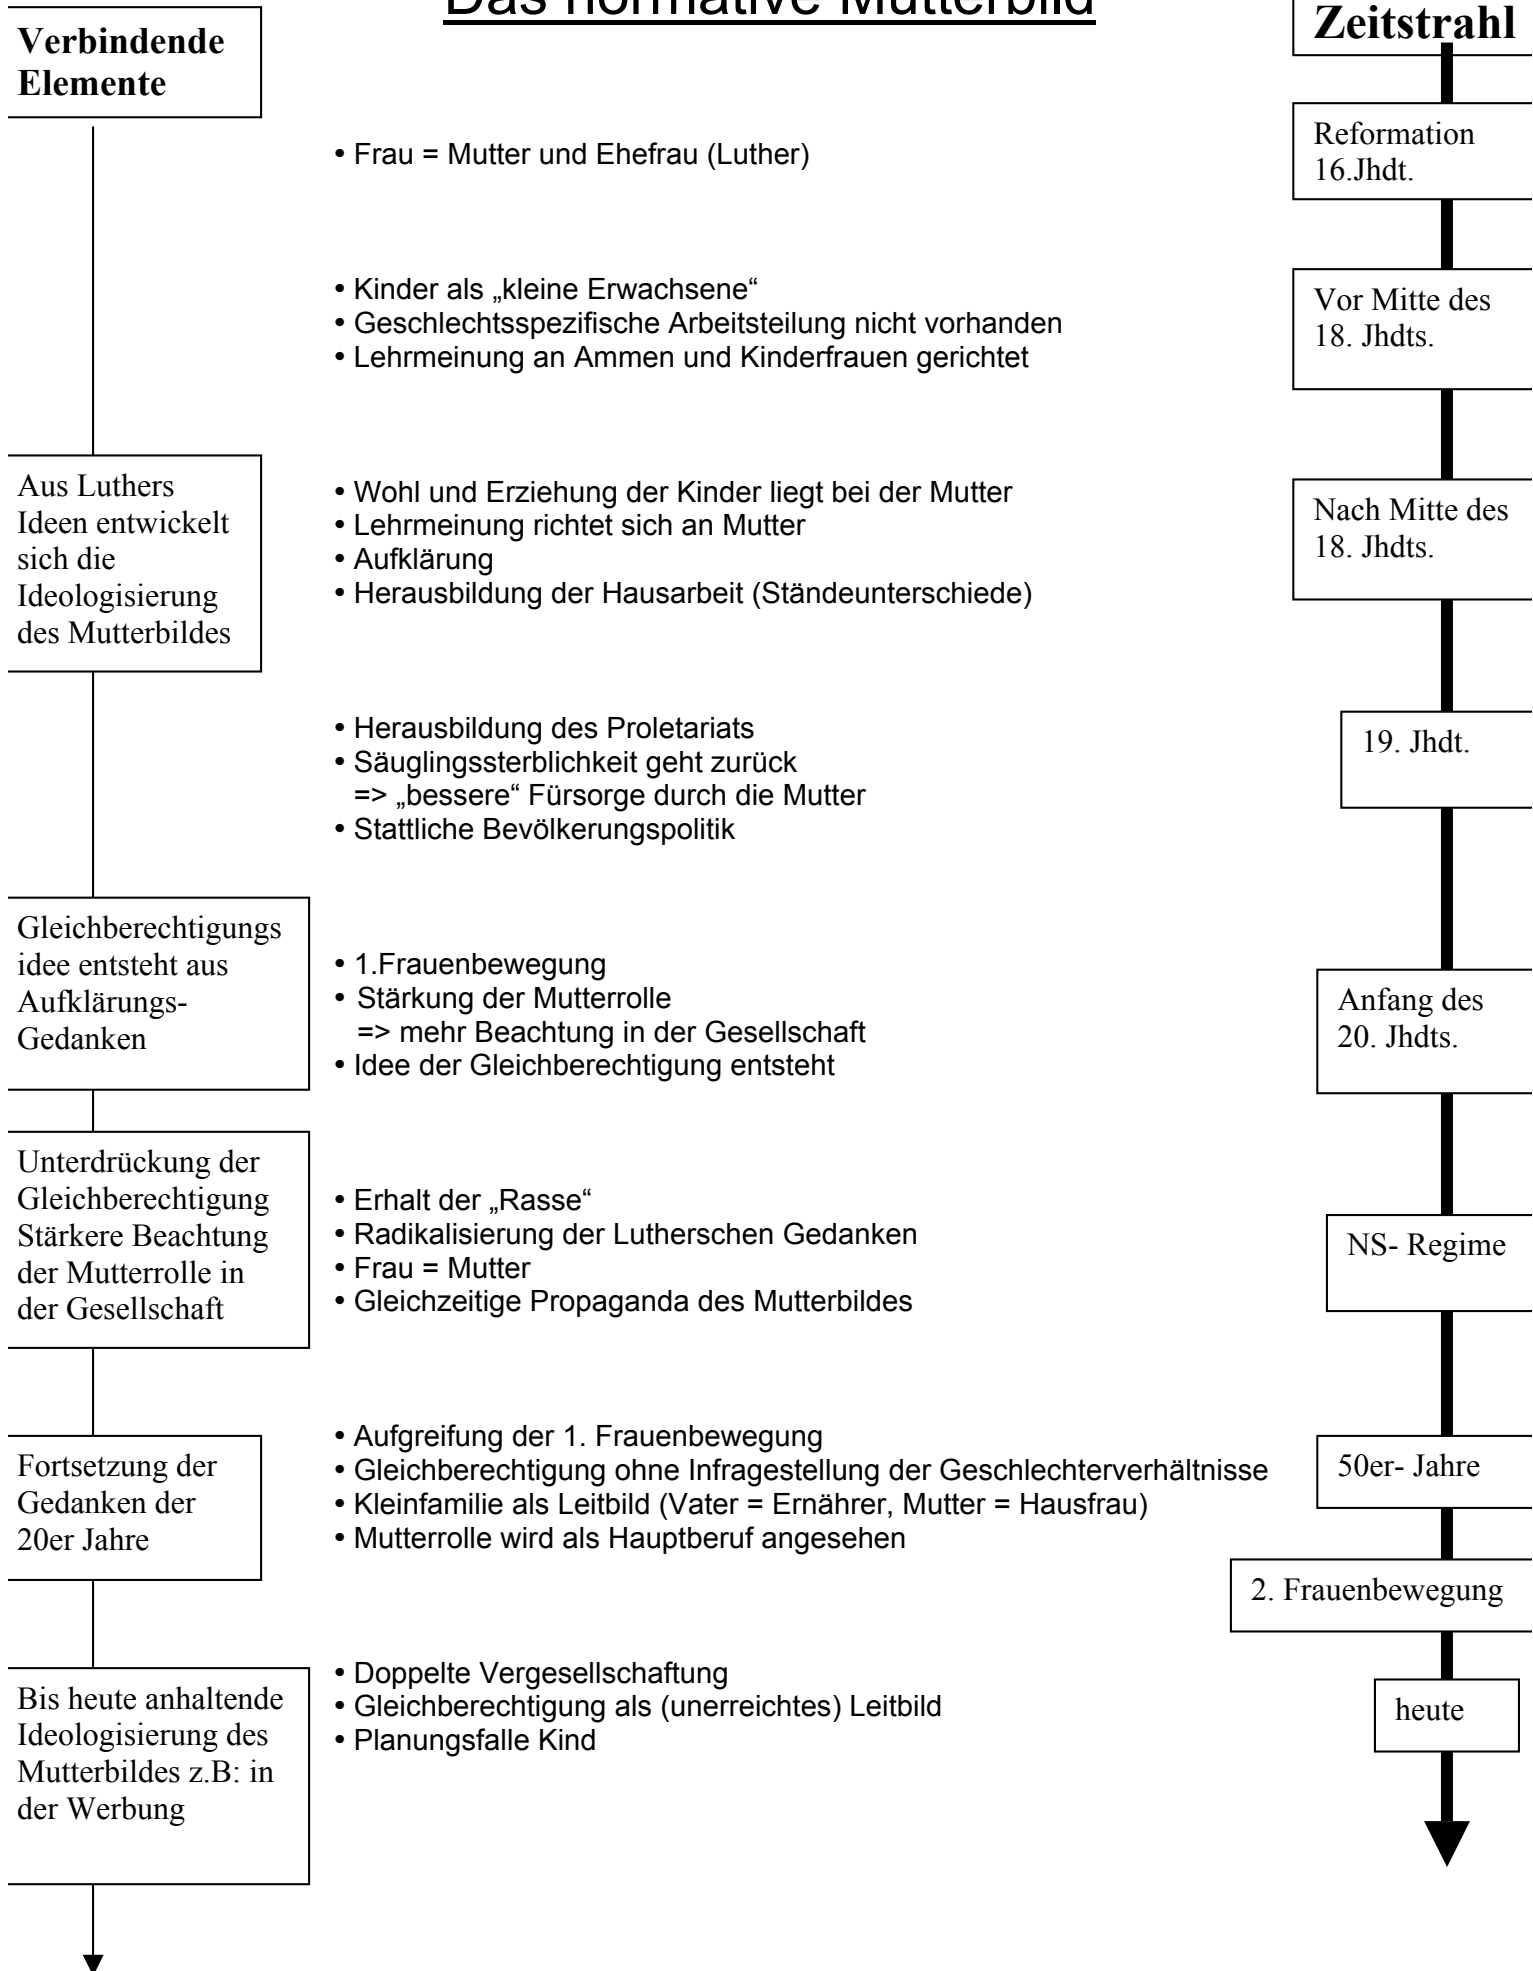 Das normative Mutterbild
Verbindende
Elemente
Zeitstrahl
• Frau = Mutter und Ehefrau (Luther)
Reformation
16.Jhdt.
• Kinder als „kleine Erwachsene“
• Geschlechtsspezifische Arbeitsteilung nicht vorhanden
• Lehrmeinung an Ammen und Kinderfrauen gerichtet
Vor Mitte des
18. Jhdts.
Aus Luthers
Ideen entwickelt
sich die
Ideologisierung
des Mutterbildes
• Wohl und Erziehung der Kinder liegt bei der Mutter
• Lehrmeinung richtet sich an Mutter
• Aufklärung
• Herausbildung der Hausarbeit (Ständeunterschiede)
Nach Mitte des
18. Jhdts.
• Herausbildung des Proletariats
• Säuglingssterblichkeit geht zurück
=> „bessere“ Fürsorge durch die Mutter
• Stattliche Bevölkerungspolitik
19. Jhdt.
Gleichberechtigungs
idee entsteht aus
Aufklärungs-
Gedanken
• 1.Frauenbewegung
• Stärkung der Mutterrolle
=> mehr Beachtung in der Gesellschaft
• Idee der Gleichberechtigung entsteht
Anfang des
20. Jhdts.
Unterdrückung der
Gleichberechtigung
Stärkere Beachtung
der Mutterrolle in
der Gesellschaft
• Erhalt der „Rasse“
• Radikalisierung der Lutherschen Gedanken
• Frau = Mutter
• Gleichzeitige Propaganda des Mutterbildes
NS- Regime
Fortsetzung der
Gedanken der
20er Jahre
• Aufgreifung der 1. Frauenbewegung
• Gleichberechtigung ohne Infragestellung der Geschlechterverhältnisse
• Kleinfamilie als Leitbild (Vater = Ernährer, Mutter = Hausfrau)
• Mutterrolle wird als Hauptberuf angesehen
50er- Jahre
2. Frauenbewegung
Bis heute anhaltende
Ideologisierung des
Mutterbildes z.B: in
der Werbung
• Doppelte Vergesellschaftung
• Gleichberechtigung als (unerreichtes) Leitbild
• Planungsfalle Kind
heute